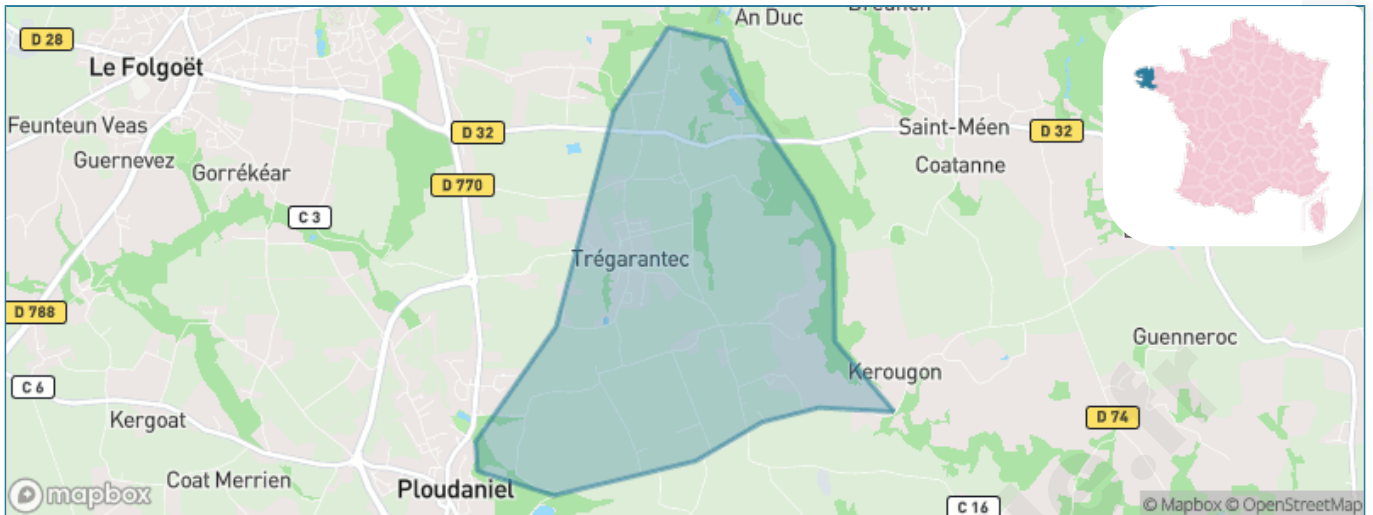 An Duc
D 28
Le Folgoët
Feunteun Veas
D 32
Saint-Méen
D 32
Guernevez
Gorrékéar
Coatanne
D 770
C 3
Trégarantec
D 788
Guenneroc
Kerougon
C 6
Kergoat
D 74
Coat Merrien
Ploudaniel
mapbox
C 16
© Mapbox © OpenStreetMap